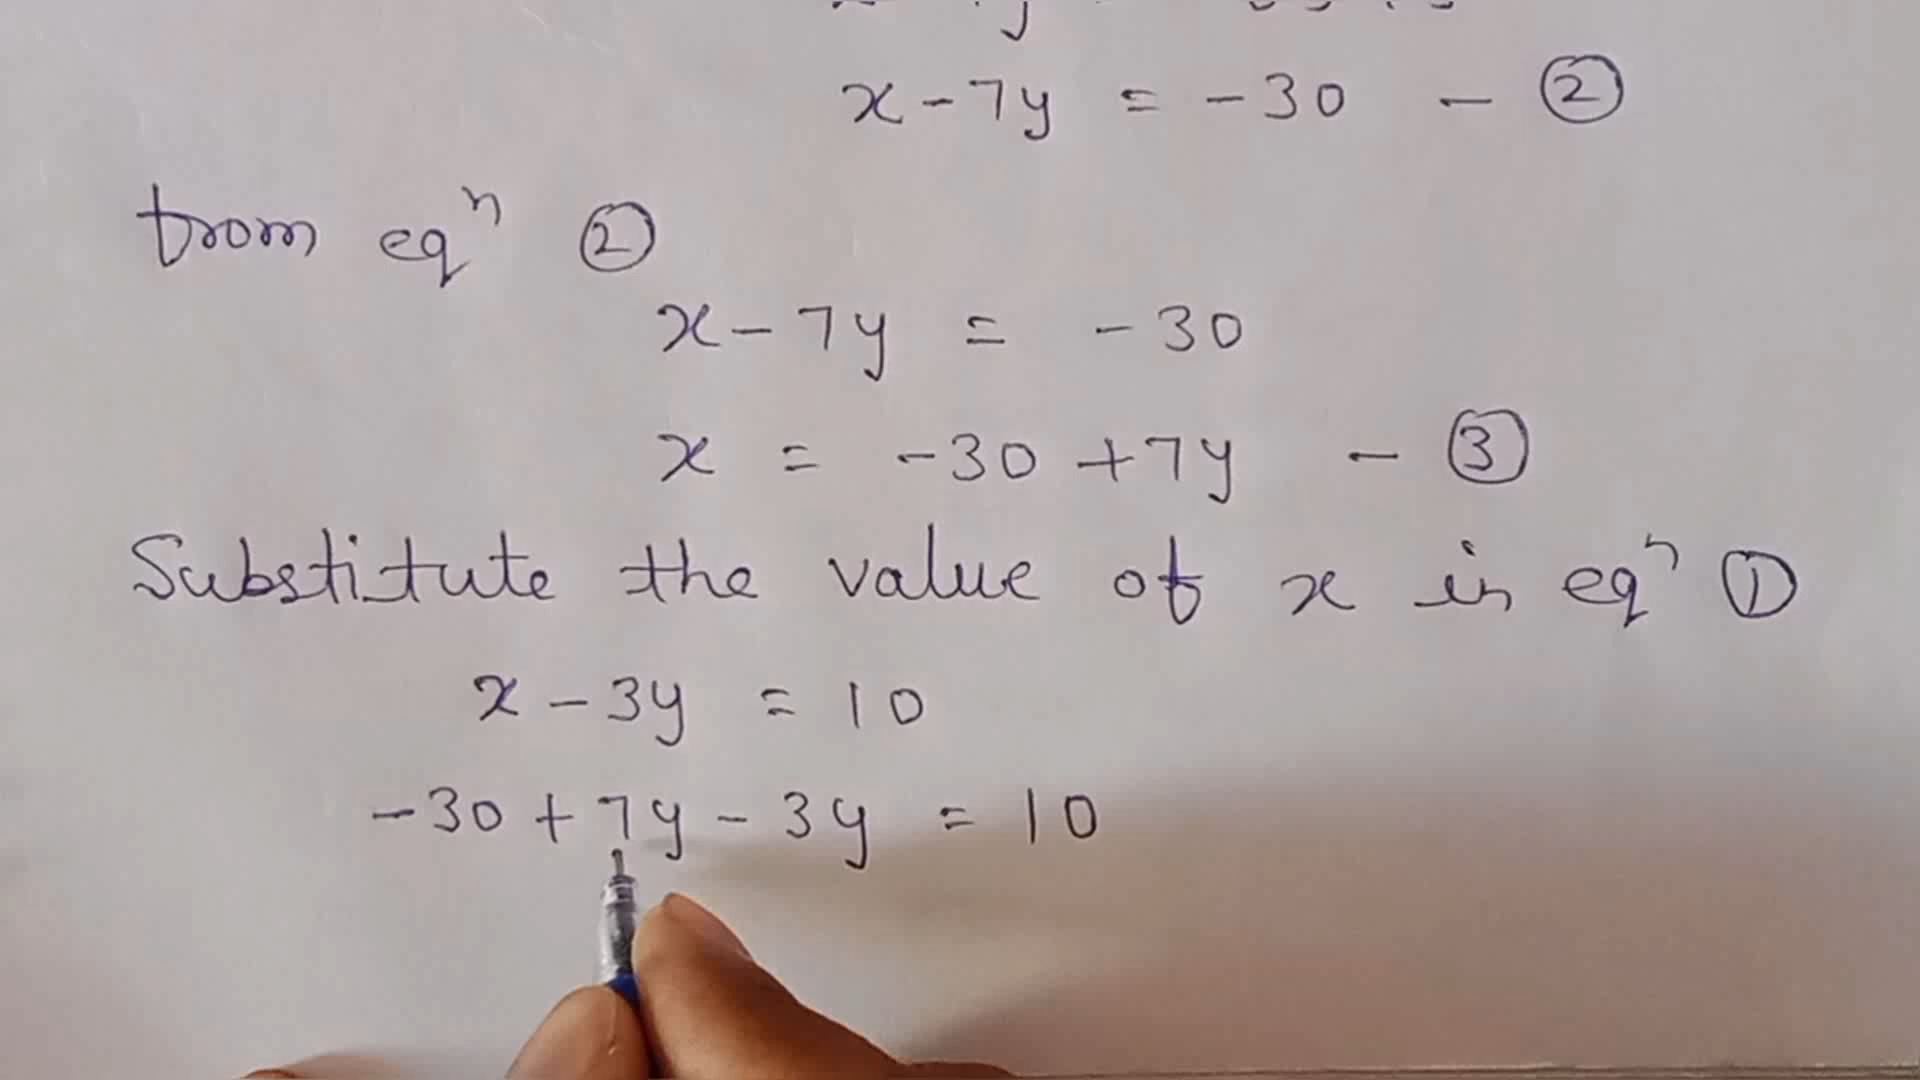 x - 7y = -30 - ②
from eqⁿ ②
x - 7y = -30
x = -30 + 7y - ③
Substitute the value of x in eqⁿ ①
x - 3y = 10
-30 + 7y - 3y = 10